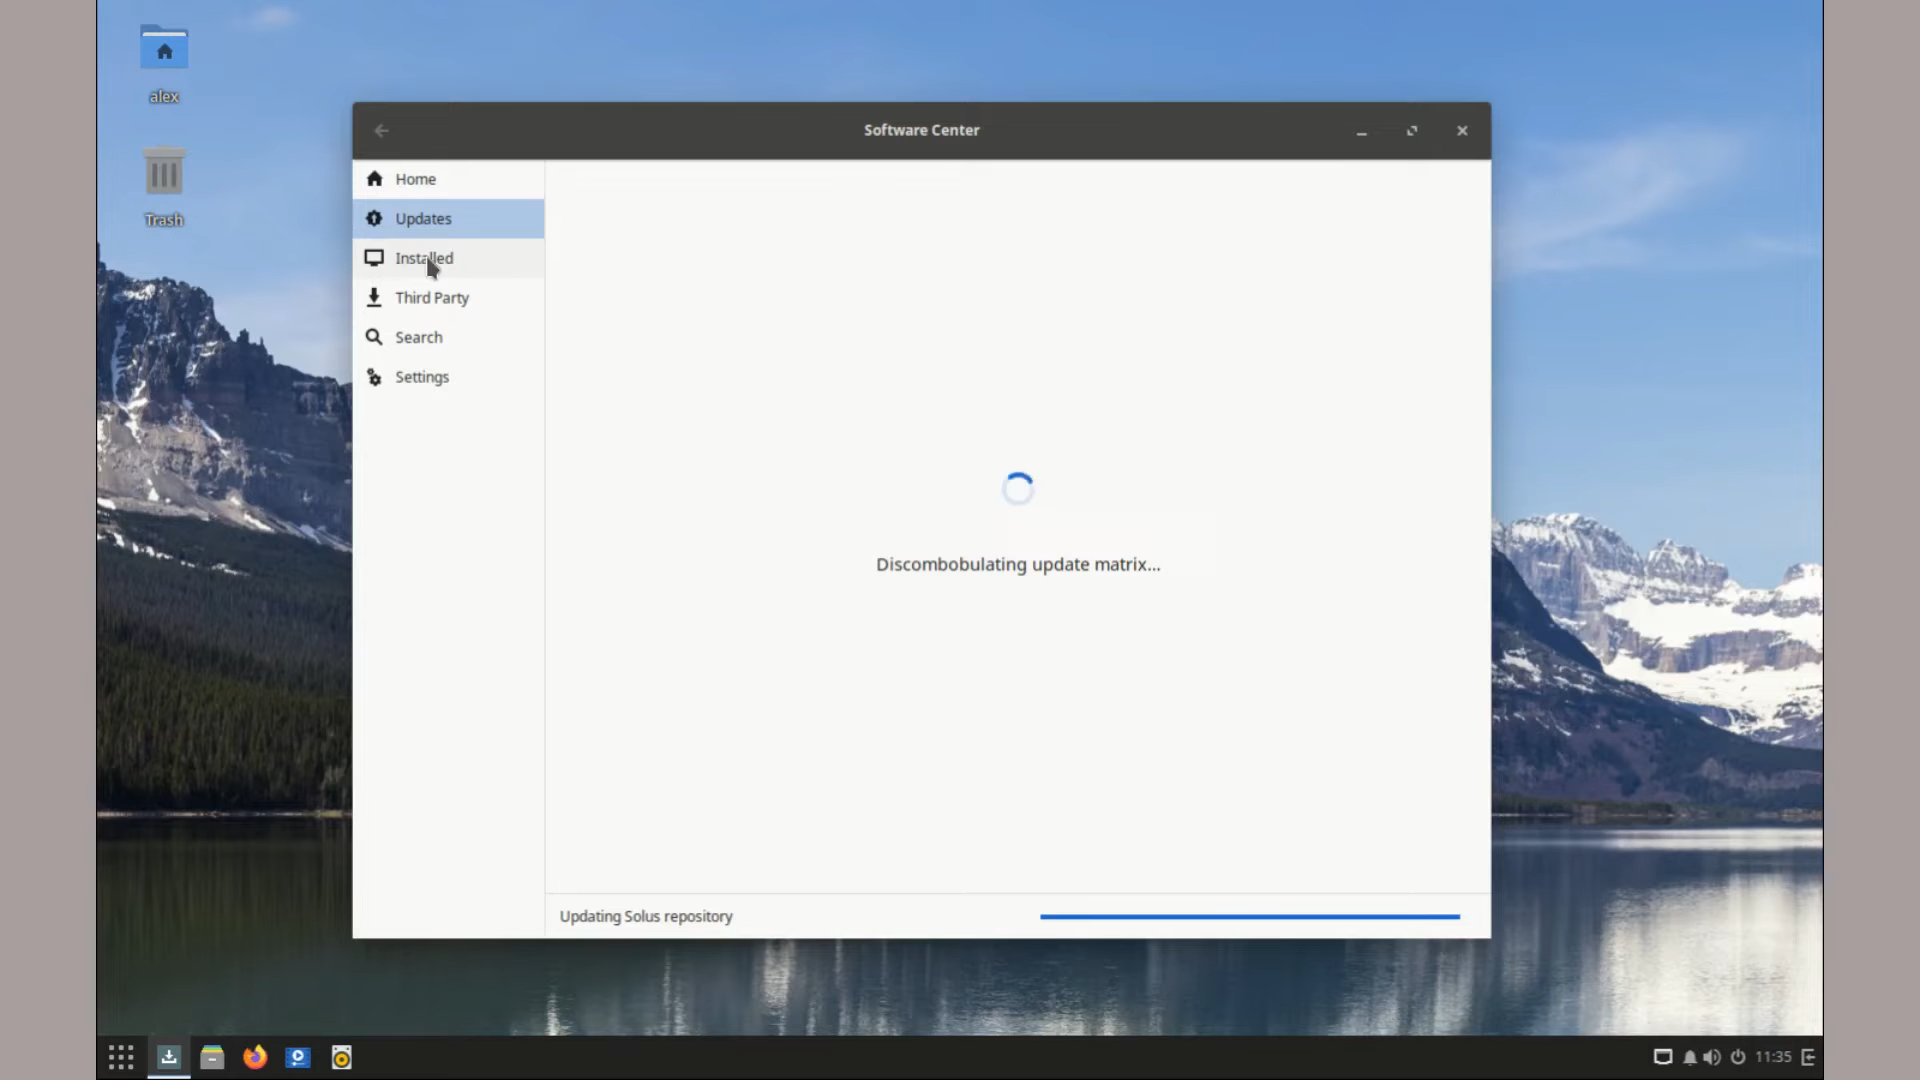 alex
Trash
Software Center
Home
Updates
Installed
Third Party
Search
Settings
Discombobulating update matrix...
Updating Solus repository
11:35